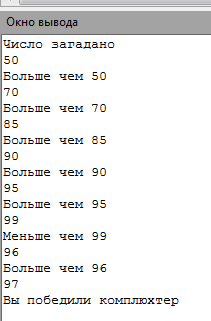 Окно вывода
Число загадано
50
Больше чем 50
70
Больше чем 70
85
Больше чем 85
90
Больше чем 90
95
Больше чем 95
99
Меньше чем 99
96
Больше чем 96
97
Вы победили комплюхтер